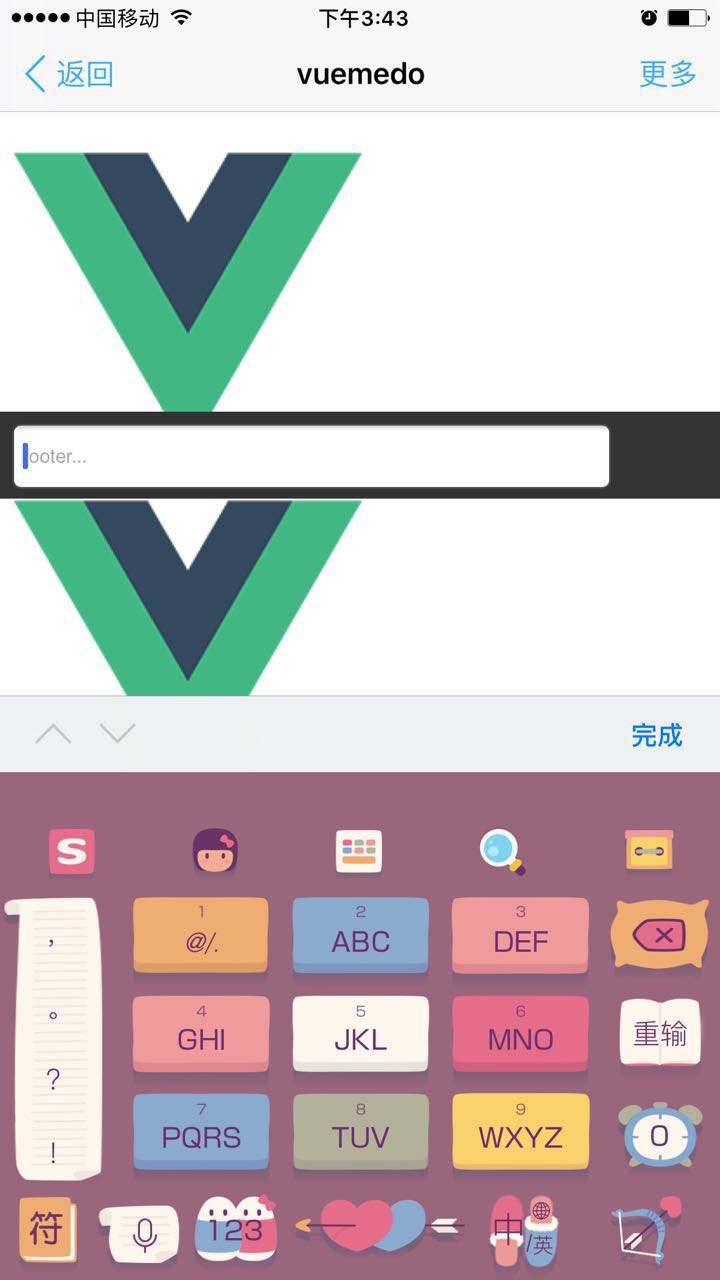 中国移动 下午3:43
返回 vuemedo 更多
ooter...
完成
S
, 1 @/. 2 ABC 3 DEF
。 4 GHI 5 JKL 6 MNO 重输
?
! 7 PQRS 8 TUV 9 WXYZ 0
符 123 中/英